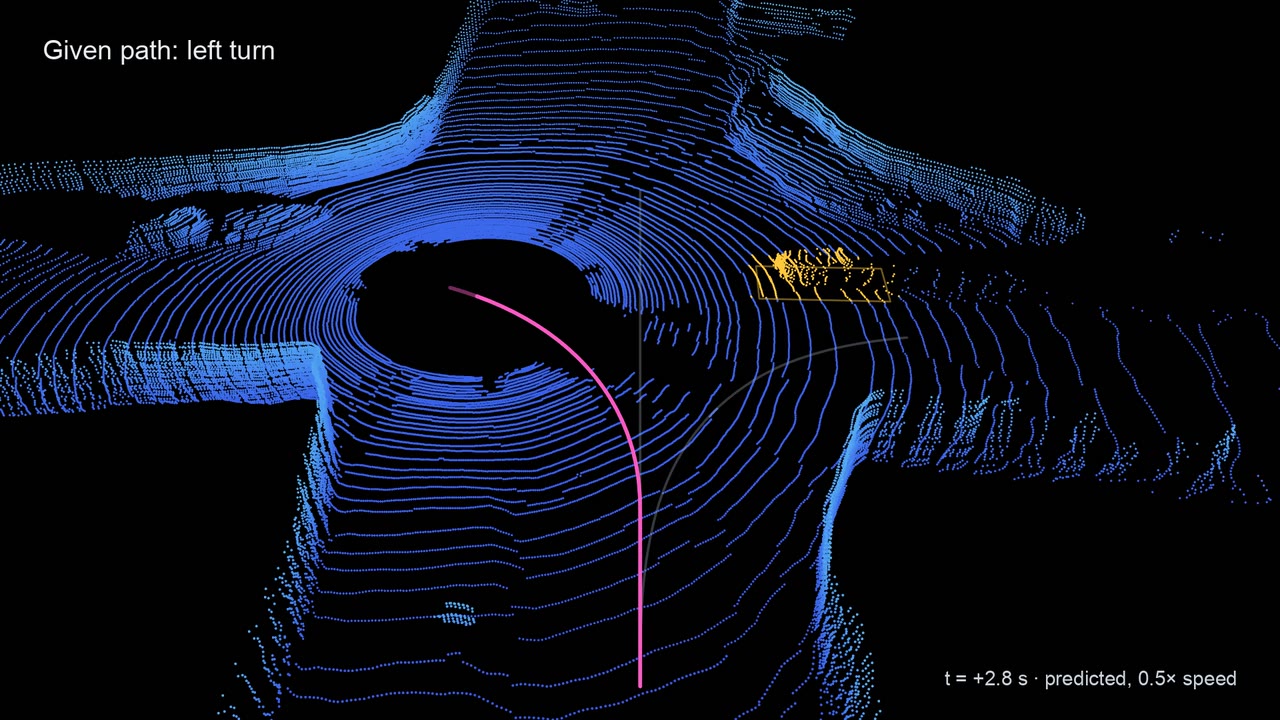 Given path: left turn
t = +2.8 s · predicted, 0.5× speed